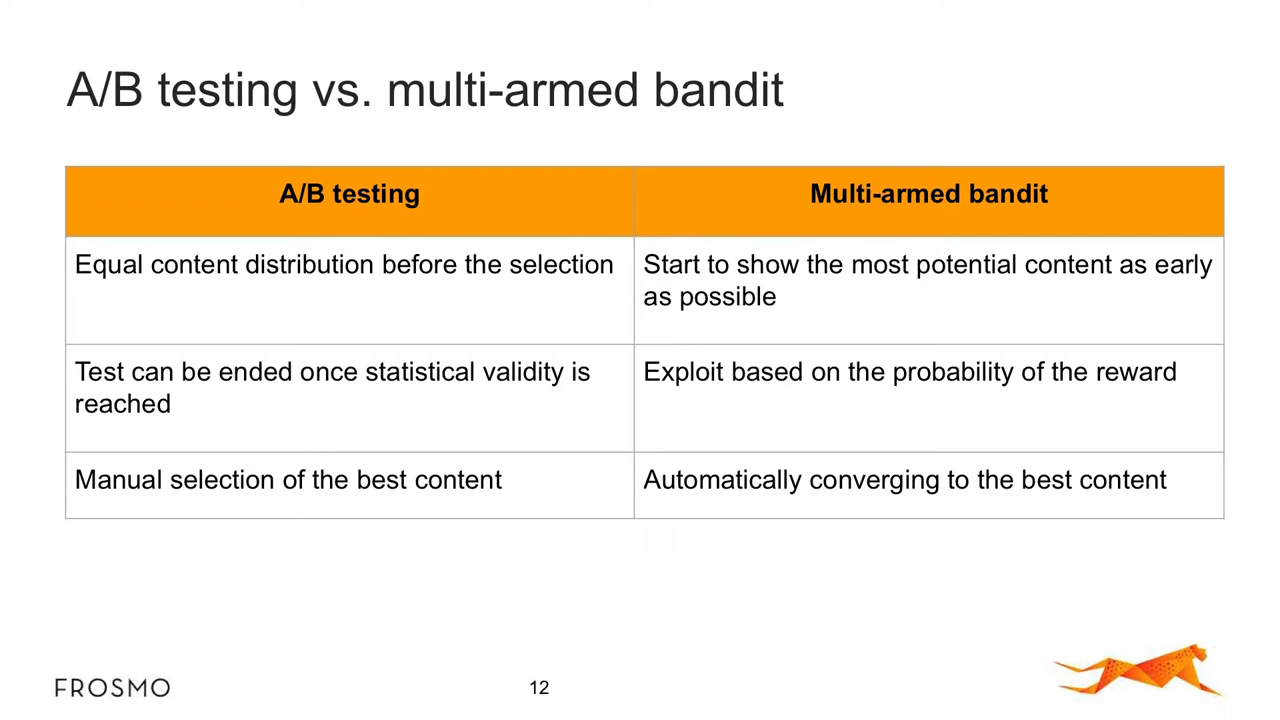 A/B testing vs. multi-armed bandit
A/B testing
Multi-armed bandit
Equal content distribution before the selection
Start to show the most potential content as early
as possible
Test can be ended once statistical validity is
reached
Exploit based on the probability of the reward
Manual selection of the best content
Automatically converging to the best content
FROSMO
12